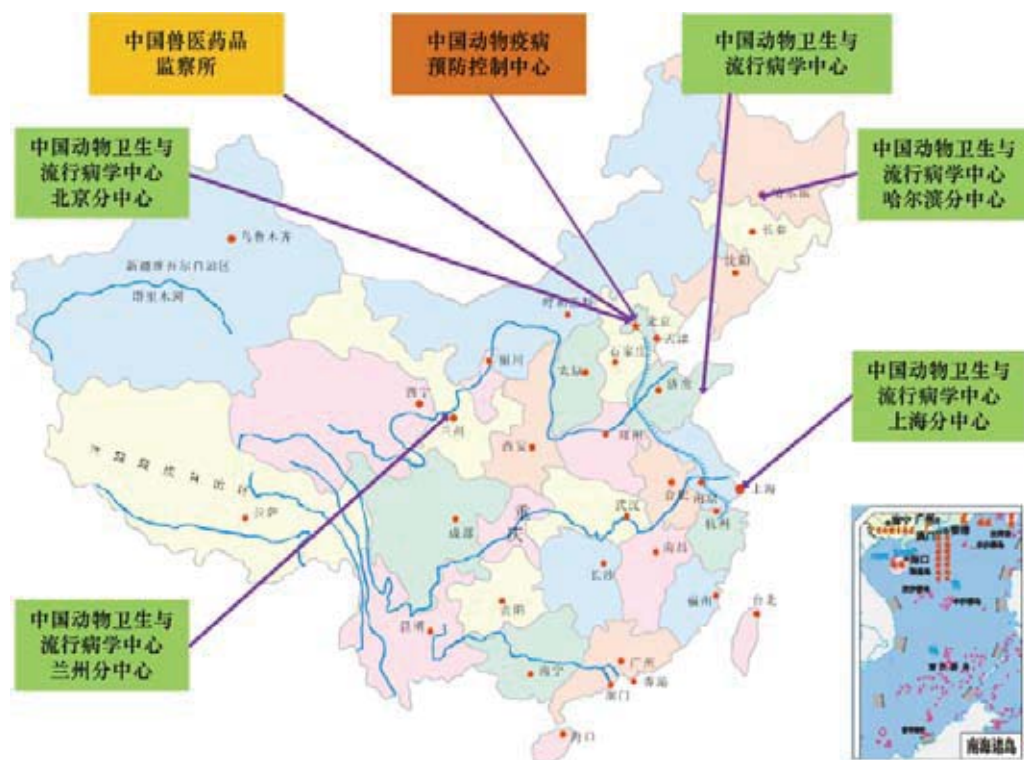 中国兽医药品
监察所
中国动物疫病
预防控制中心
中国动物卫生与
流行病学中心
中国动物卫生与
流行病学中心
北京分中心
中国动物卫生与
流行病学中心
哈尔滨分中心
乌鲁木齐
新疆维吾尔自治区
塔里木河
长春
沈阳
北京
天津
石家庄
银川
太原
济南
西宁
兰州
中国动物卫生与
流行病学中心
上海分中心
郑州
西安
拉萨
成都
重庆
武汉
合肥
南京
上海
杭州
南昌
长沙
贵阳
福州
台北
昆明
中国动物卫生与
流行病学中心
兰州分中心
南宁
广州
香港
澳门
海口
南宁
广州
澳门
香港
海口
南海诸岛